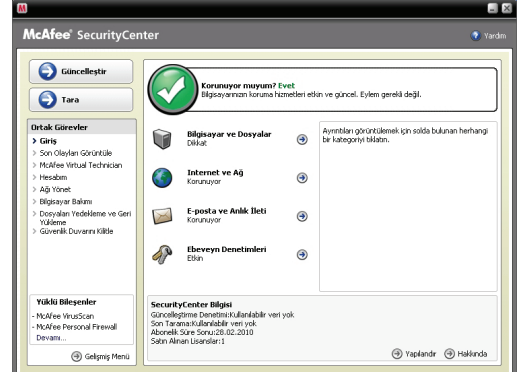 McAfee® SecurityCenter
Yardım
Güncelleştir
Tara
Ortak Görevler
Giriş
Son Olayları Görüntüle
McAfee Virtual Technician
Hesabım
Ağı Yönet
Bilgisayar Bakımı
Dosyaları Yedekleme ve Geri
Yükleme
Güvenlik Duvarını Kilitle
Yüklü Bileşenler
- McAfee VirusScan
- McAfee Personal Firewall
Devamı...
Gelişmiş Menü
Korunuyor muyum? Evet
Bilgisayarınızın koruma hizmetleri etkin ve güncel. Eylem gerekli değil.
Bilgisayar ve Dosyalar
Dikkat
Internet ve Ağ
Korunuyor
E-posta ve Anlık İleti
Korunuyor
Ebeveyn Denetimleri
Etkin
Ayrıntıları görüntülemek için solda bulunan herhangi
bir kategoriyi tıklatın.
SecurityCenter Bilgisi
Güncelleştirme Denetimi:Kullanılabilir veri yok
Son Tarama:Kullanılabilir veri yok
Abonelik Süre Sonu:28.02.2010
Satın Alınan Lisanslar:1
Yapılandır
Hakkında